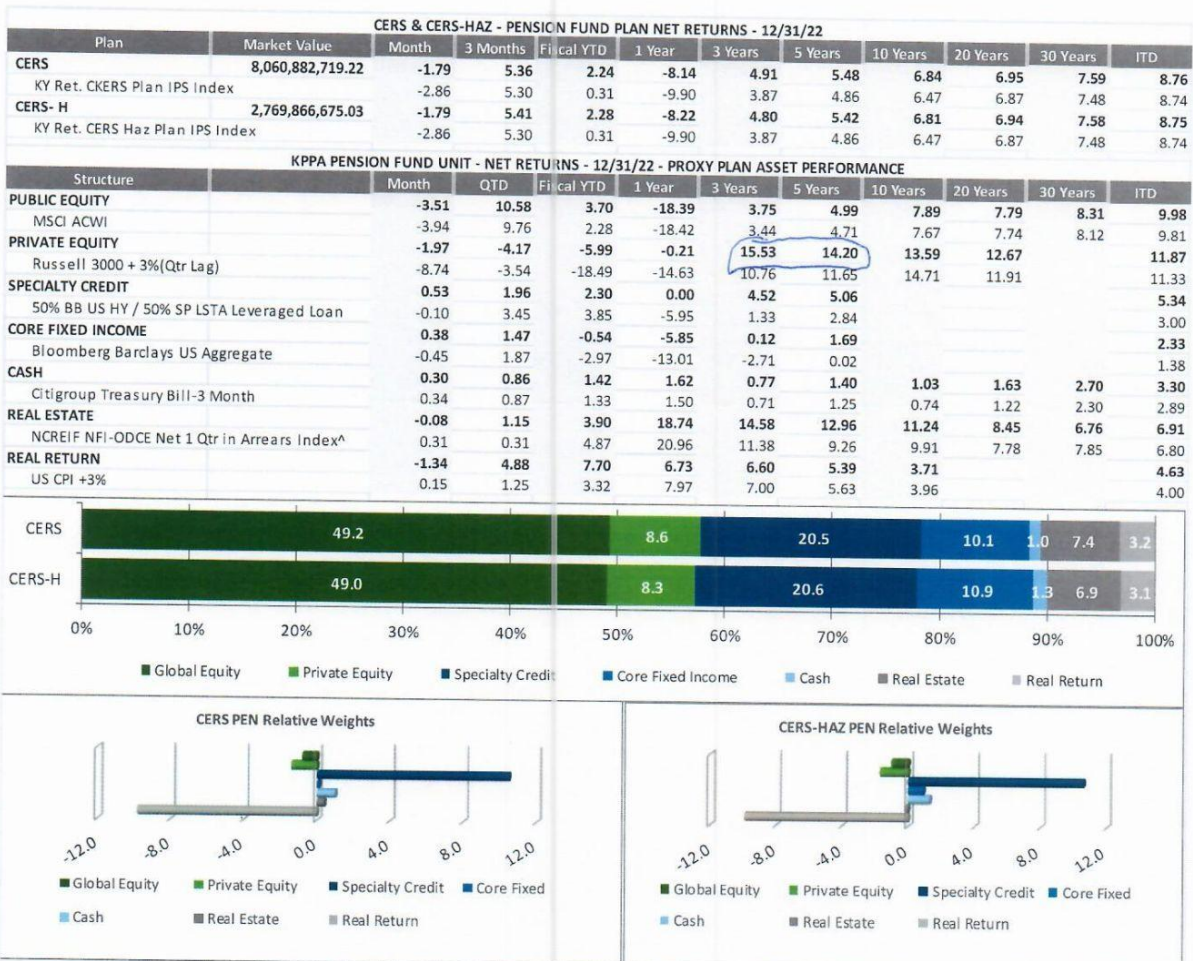 CERS & CERS-HAZ - PENSION FUND PLAN NET RETURNS - 12/31/22
Plan Market Value Month 3 Months Fiscal YTD 1 Year 3 Years 5 Years 10 Years 20 Years 30 Years ITD
CERS 8,060,882,719.22 -1.79 5.36 2.24 -8.14 4.91 5.48 6.84 6.95 7.59 8.76
KY Ret. CKERS Plan IPS Index -2.86 5.30 0.31 -9.90 3.87 4.86 6.47 6.87 7.48 8.74
CERS- H 2,769,866,675.03 -1.79 5.41 2.28 -8.22 4.80 5.42 6.81 6.94 7.58 8.75
KY Ret. CERS Haz Plan IPS Index -2.86 5.30 0.31 -9.90 3.87 4.86 6.47 6.87 7.48 8.74
KPPA PENSION FUND UNIT - NET RETURNS - 12/31/22 - PROXY PLAN ASSET PERFORMANCE
Structure Month QTD Fiscal YTD 1 Year 3 Years 5 Years 10 Years 20 Years 30 Years ITD
PUBLIC EQUITY -3.51 10.58 3.70 -18.39 3.75 4.99 7.89 7.79 8.31 9.98
MSCI ACWI -3.94 9.76 2.28 -18.42 3.44 4.71 7.67 7.74 8.12 9.81
PRIVATE EQUITY -1.97 -4.17 -5.99 -0.21 15.53 14.20 13.59 12.67 11.87
Russell 3000 + 3%(Qtr Lag) -8.74 -3.54 -18.49 -14.63 10.76 11.65 14.71 11.91 11.33
SPECIALTY CREDIT 0.53 1.96 2.30 0.00 4.52 5.06 5.34
50% BB US HY / 50% SP LSTA Leveraged Loan -0.10 3.45 3.85 -5.95 1.33 2.84 3.00
CORE FIXED INCOME 0.38 1.47 -0.54 -5.85 0.12 1.69 2.33
Bloomberg Barclays US Aggregate -0.45 1.87 -2.97 -13.01 -2.71 0.02 1.38
CASH 0.30 0.86 1.42 1.62 0.77 1.40 1.03 1.63 2.70 3.30
Citigroup Treasury Bill-3 Month 0.34 0.87 1.33 1.50 0.71 1.25 0.74 1.22 2.30 2.89
REAL ESTATE -0.08 1.15 3.90 18.74 14.58 12.96 11.24 8.45 6.76 6.91
NCREIF NFI-ODCE Net 1 Qtr in Arrears Index^ 0.31 0.31 4.87 20.96 11.38 9.26 9.91 7.78 7.85 6.80
REAL RETURN -1.34 4.88 7.70 6.73 6.60 5.39 3.71 4.63
US CPI +3% 0.15 1.25 3.32 7.97 7.00 5.63 3.96 4.00
CERS 49.2 8.6 20.5 10.1 1.0 7.4 3.2
CERS-H 49.0 8.3 20.6 10.9 1.3 6.9 3.1
0% 10% 20% 30% 40% 50% 60% 70% 80% 90% 100%
Global Equity Private Equity Specialty Credit Core Fixed Income Cash Real Estate Real Return
CERS PEN Relative Weights
-12.0 -8.0 -4.0 0.0 4.0 8.0 12.0
Global Equity Private Equity Specialty Credit Core Fixed
Cash Real Estate Real Return
CERS-HAZ PEN Relative Weights
-12.0 -8.0 -4.0 0.0 4.0 8.0 12.0
Global Equity Private Equity Specialty Credit Core Fixed
Cash Real Estate Real Return